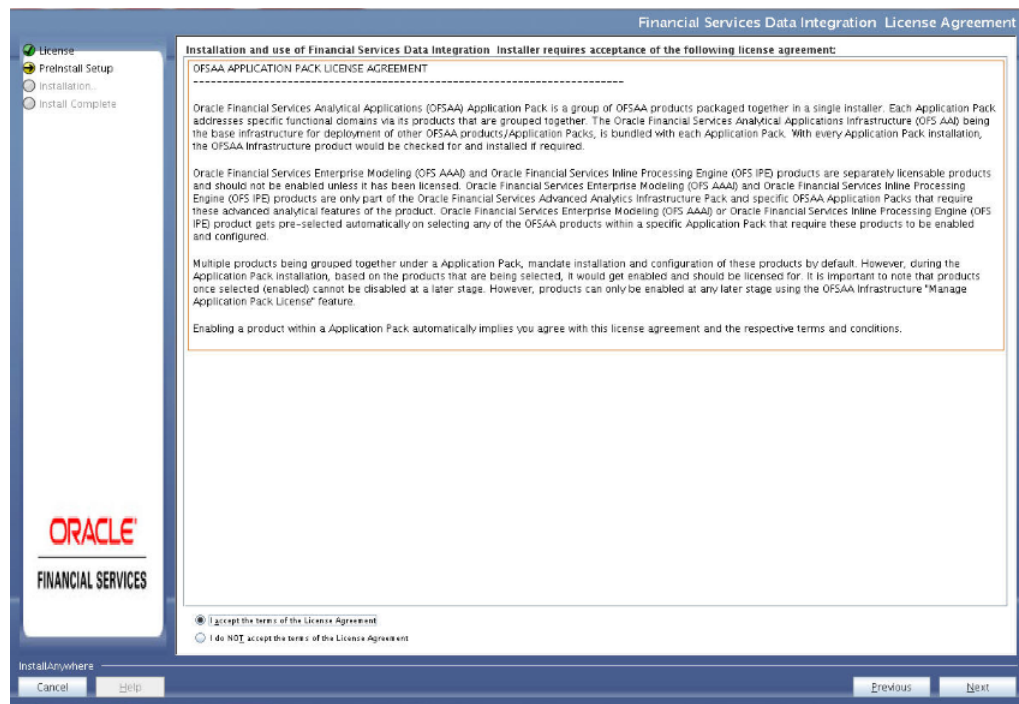 Financial Services Data Integration License Agreement
License
PreInstall Setup
Installation...
Install Complete
Installation and use of Financial Services Data Integration Installer requires acceptance of the following license agreement:
OFSAA APPLICATION PACK LICENSE AGREEMENT
--------------------------------------------------------------------------------
Oracle Financial Services Analytical Applications (OFSAA) Application Pack is a group of OFSAA products packaged together in a single installer. Each Application Pack
addresses specific functional domains via its products that are grouped together. The Oracle Financial Services Analytical Applications Infrastructure (OFS AAI) being
the base infrastructure for deployment of other OFSAA products/Application Packs, is bundled with each Application Pack. With every Application Pack installation,
the OFSAA Infrastructure product would be checked for and installed if required.
Oracle Financial Services Enterprise Modeling (OFS AAAI) and Oracle Financial Services Inline Processing Engine (OFS IPE) products are separately licensable products
and should not be enabled unless it has been licensed. Oracle Financial Services Enterprise Modeling (OFS AAAI) and Oracle Financial Services Inline Processing
Engine (OFS IPE) products are only part of the Oracle Financial Services Advanced Analytics Infrastructure Pack and specific OFSAA Application Packs that require
these advanced analytical features of the product. Oracle Financial Services Enterprise Modeling (OFS AAAI) or Oracle Financial Services Inline Processing Engine (OFS
IPE) product gets pre-selected automatically on selecting any of the OFSAA products within a specific Application Pack that require these products to be enabled
and configured.
Multiple products being grouped together under a Application Pack, mandate installation and configuration of these products by default. However, during the
Application Pack installation, based on the products that are being selected, it would get enabled and should be licensed for. It is important to note that products
once selected (enabled) cannot be disabled at a later stage. However, products can only be enabled at any later stage using the OFSAA Infrastructure "Manage
Application Pack License" feature.
Enabling a product within a Application Pack automatically implies you agree with this license agreement and the respective terms and conditions.
ORACLE
FINANCIAL SERVICES
I accept the terms of the License Agreement
I do NOT accept the terms of the License Agreement
InstallAnywhere
Cancel
Help
Previous
Next